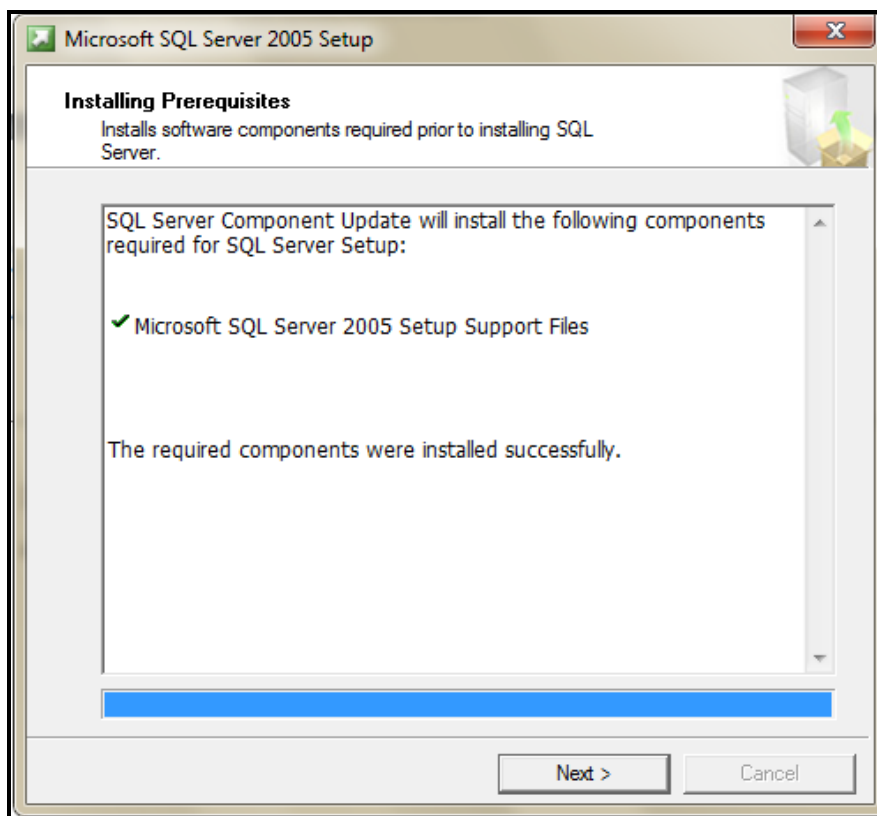 Microsoft SQL Server 2005 Setup
Installing Prerequisites
Installs software components required prior to installing SQL
Server.
SQL Server Component Update will install the following components
required for SQL Server Setup:
Microsoft SQL Server 2005 Setup Support Files
The required components were installed successfully.
Next >
Cancel